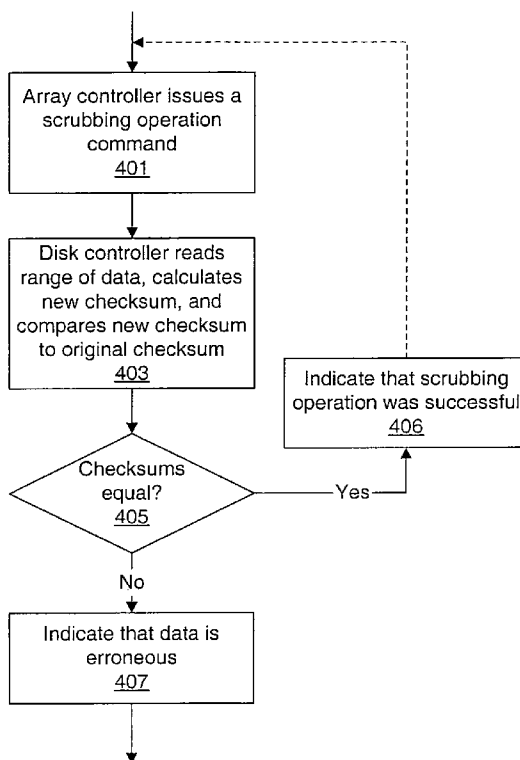 Array controller issues a
scrubbing operation
command
401
Disk controller reads
range of data, calculates
new checksum, and
compares new checksum
to original checksum
403
Indicate that scrubbing
operation was successful
406
Checksums
equal?
405
Yes
No
Indicate that data is
erroneous
407